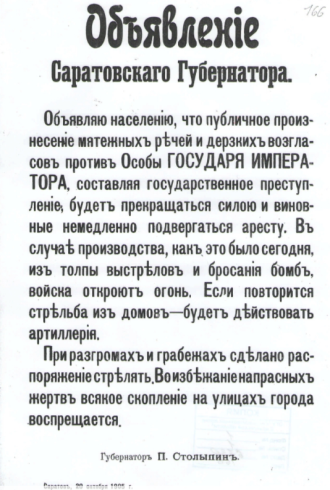 166
Объявленіе
Саратовскаго Губернатора.
Объявляю населенію, что публичное произ-
несеніе мятежныхъ рѣчей и дерзкихъ возгла-
совъ противъ Особы ГОСУДАРЯ ИМПЕРА-
ТОРА, составляя государственное преступ-
леніе, будетъ прекращаться силою и винов-
ные немедленно подвергаться аресту. Въ
случаѣ производства, какъ это было сегодня,
изъ толпы выстрѣловъ и бросанія бомбъ,
войска откроютъ огонь. Если повторится
стрѣльба изъ домовъ—будетъ дѣйствовать
артиллерія.
При разгромахъ и грабежахъ сдѣлано рас-
поряженіе стрѣлять. Во избѣжаніе напрасныхъ
жертвъ всякое скопленіе на улицахъ города
воспрещается.
Губернаторъ П. Столыпинъ.
Саратовъ, 20 октября 1905 г.